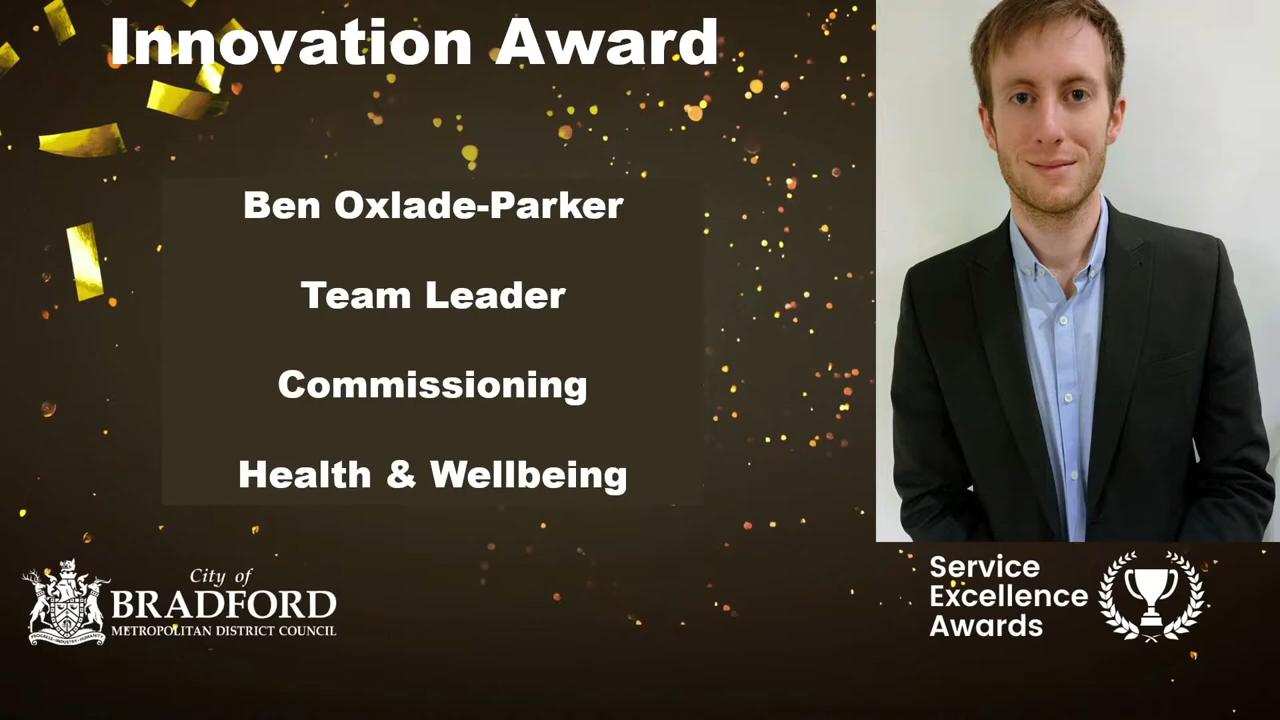 Innovation Award
Ben Oxlade-Parker
Team Leader
Commissioning
Health & Wellbeing
City of
BRADFORD
METROPOLITAN DISTRICT COUNCIL
Service
Excellence
Awards